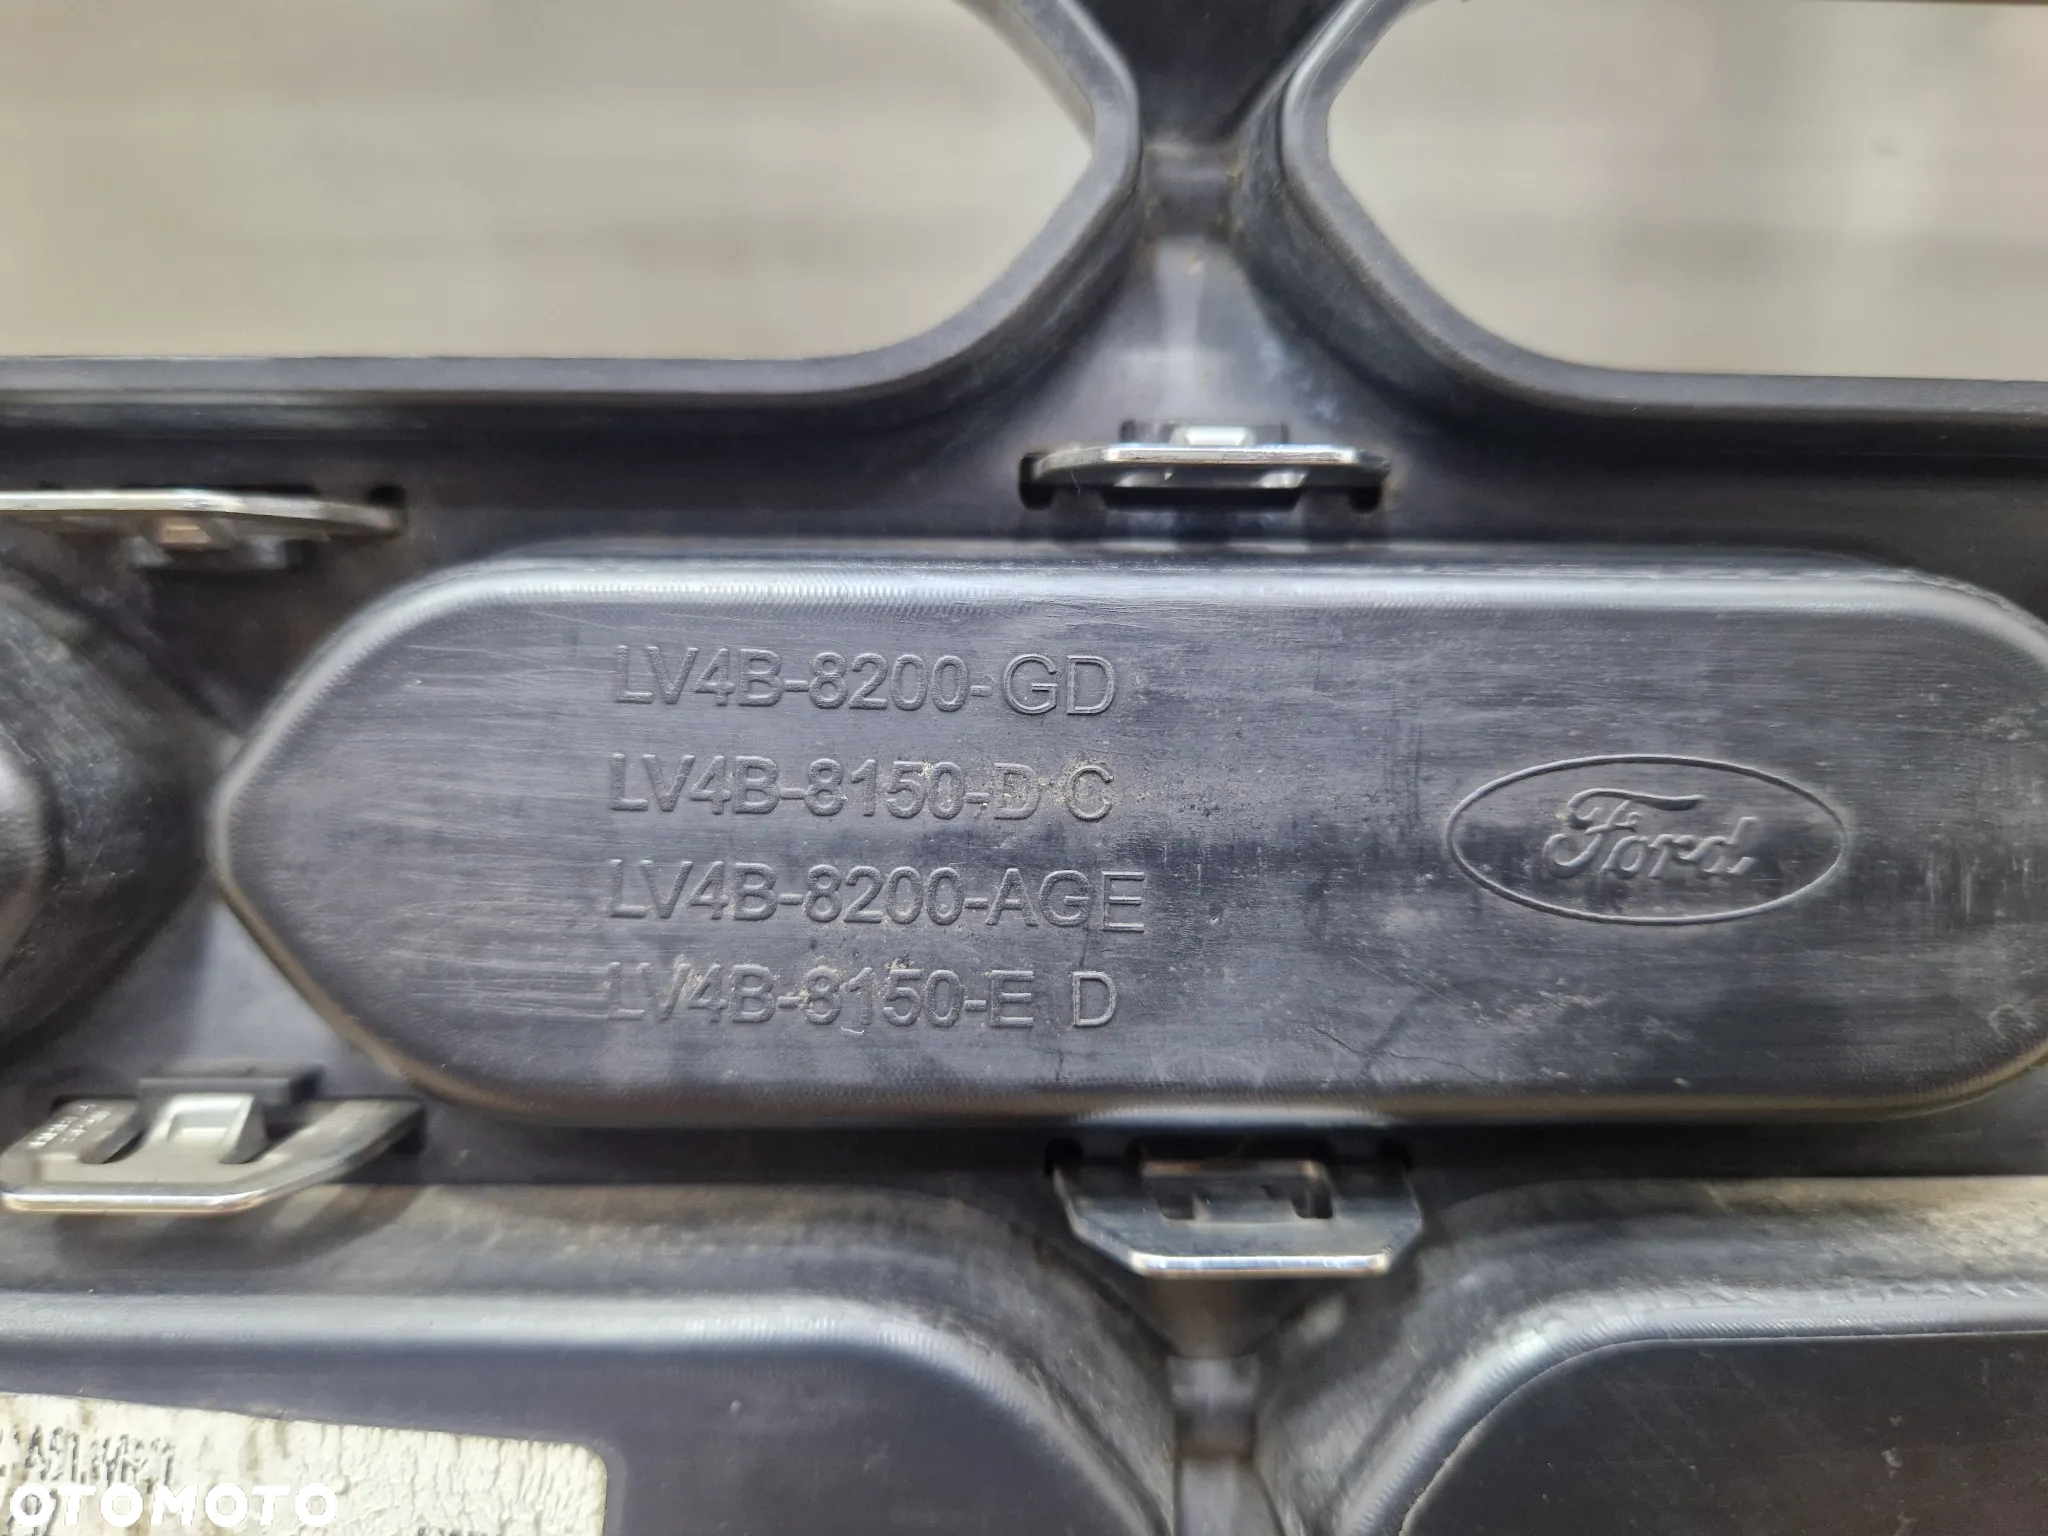 LV4B-8200-GD
LV4B-8150-D C
LV4B-8200-AGE
LV4B-8150-E D
Ford
OTOMOTO